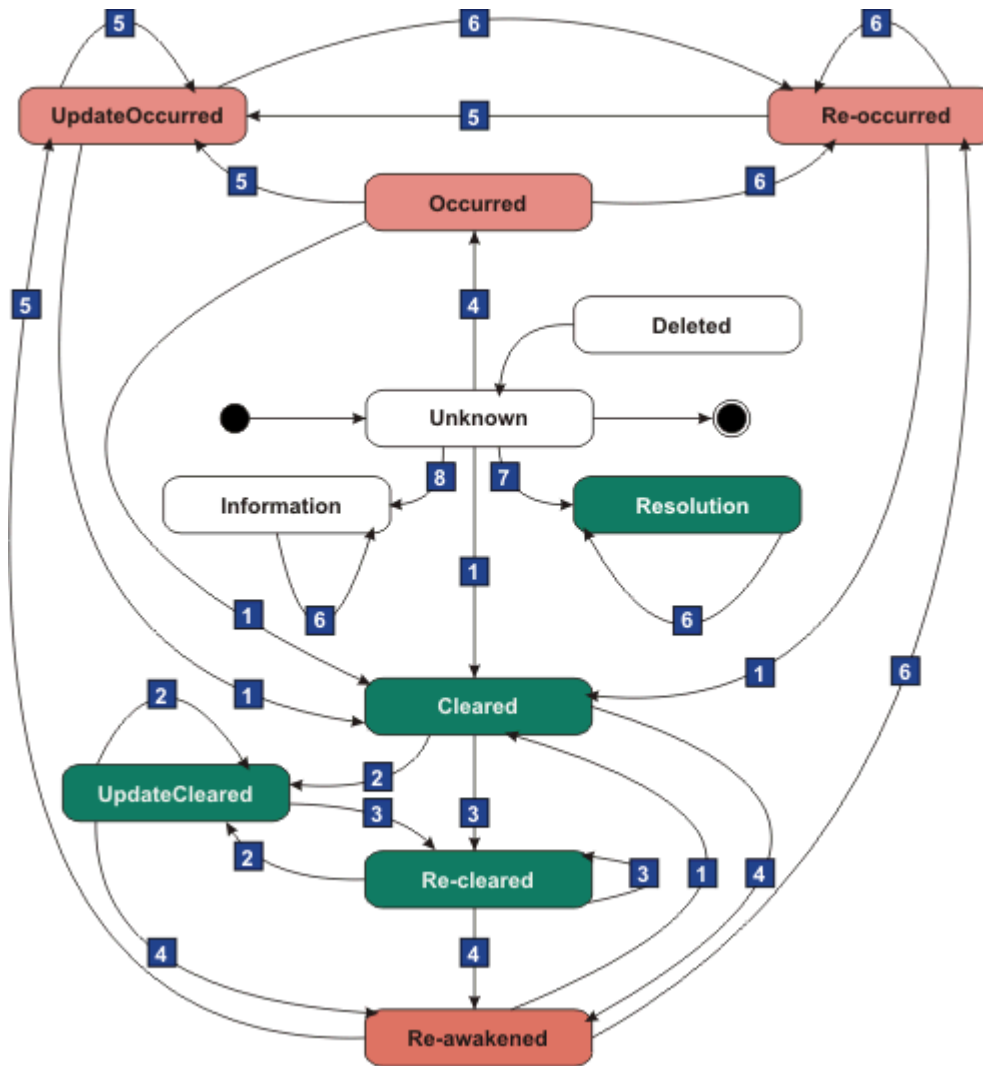 5
6
6
UpdateOccurred
5
Re-occurred
5
6
Occurred
5
4
Deleted
Unknown
8
7
Information
Resolution
1
6
6
1
1
6
2
1
Cleared
2
UpdateCleared
3
3
2
Re-cleared
3
1
4
4
4
Re-awakened